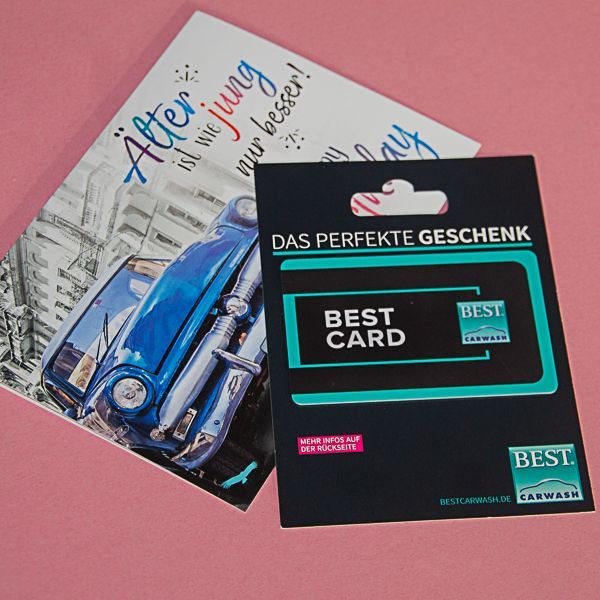 Älter
ist wie jung
nur besser!
DAS PERFEKTE GESCHENK
BEST
CARD
BEST
CARWASH
MEHR INFOS AUF
DER RÜCKSEITE
BESTCARWASH.DE
BEST
CARWASH